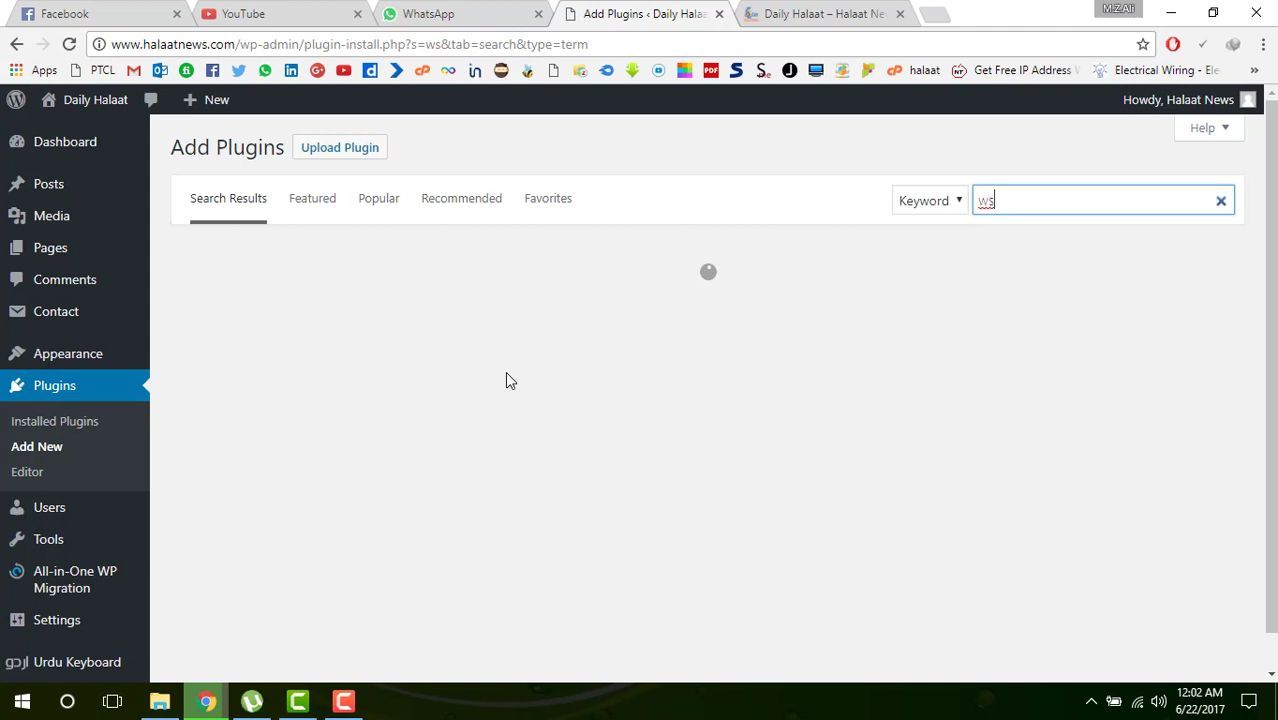 Facebook
YouTube
WhatsApp
Add Plugins ‹ Daily Halaa
Daily Halaat – Halaat Ne
M.Z.Ali
www.halaatnews.com/wp-admin/plugin-install.php?s=ws&tab=search&type=term
Apps
PTCL
halaat
Get Free IP Address
Electrical Wiring - Ele
Daily Halaat
New
Howdy, Halaat News
Dashboard
Posts
Media
Pages
Comments
Contact
Appearance
Plugins
Installed Plugins
Add New
Editor
Users
Tools
All-in-One WP
Migration
Settings
Urdu Keyboard
Add Plugins
Upload Plugin
Help
Search Results
Featured
Popular
Recommended
Favorites
Keyword
ws
12:02 AM
6/22/2017